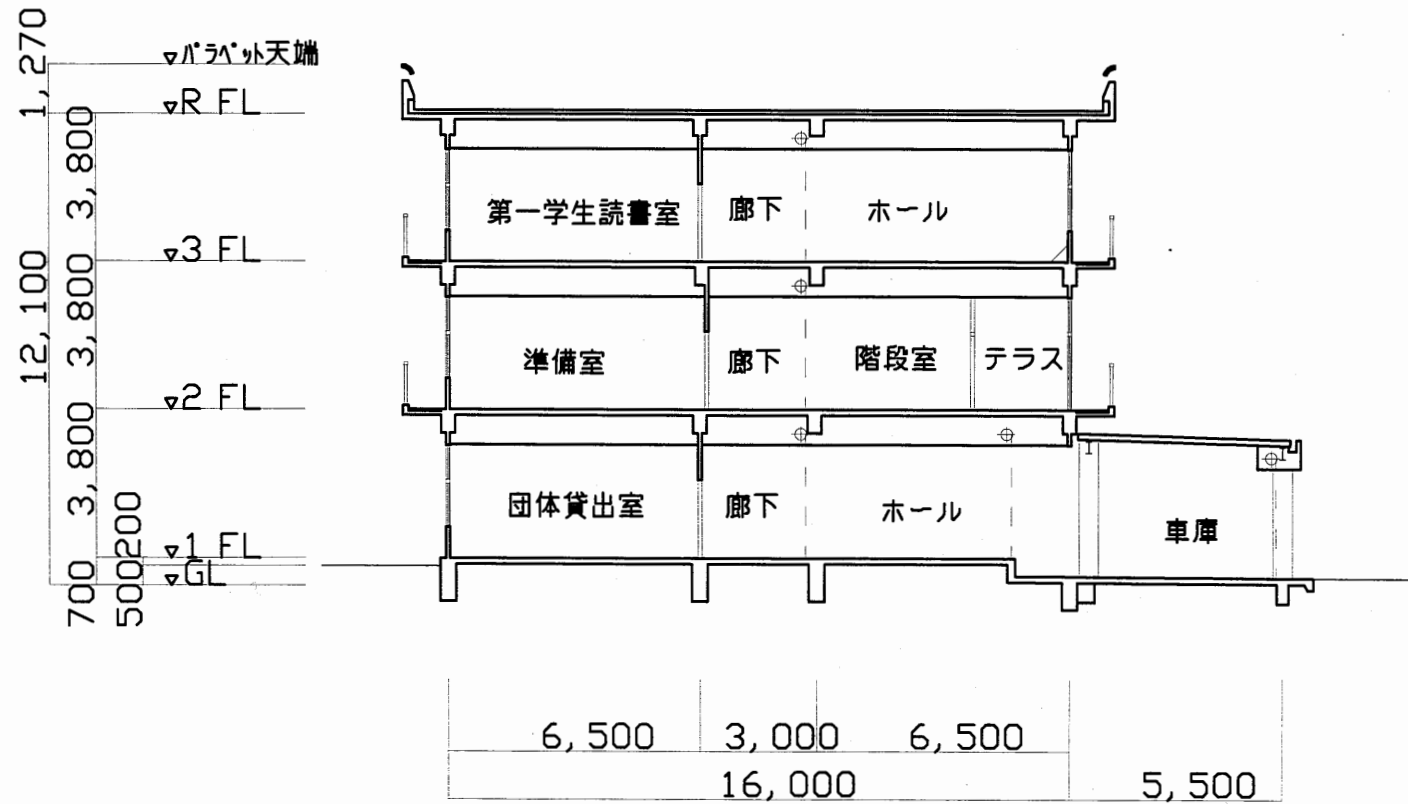 1,270
▽パラペット天端
▽R FL
3,800
第一学生読書室 廊下 ホール
▽3 FL
12,100
3,800
準備室 廊下 階段室 テラス
▽2 FL
3,800
団体貸出室 廊下 ホール 車庫
200
▽1 FL
▽GL
700
500
6,500 3,000 6,500
16,000 5,500